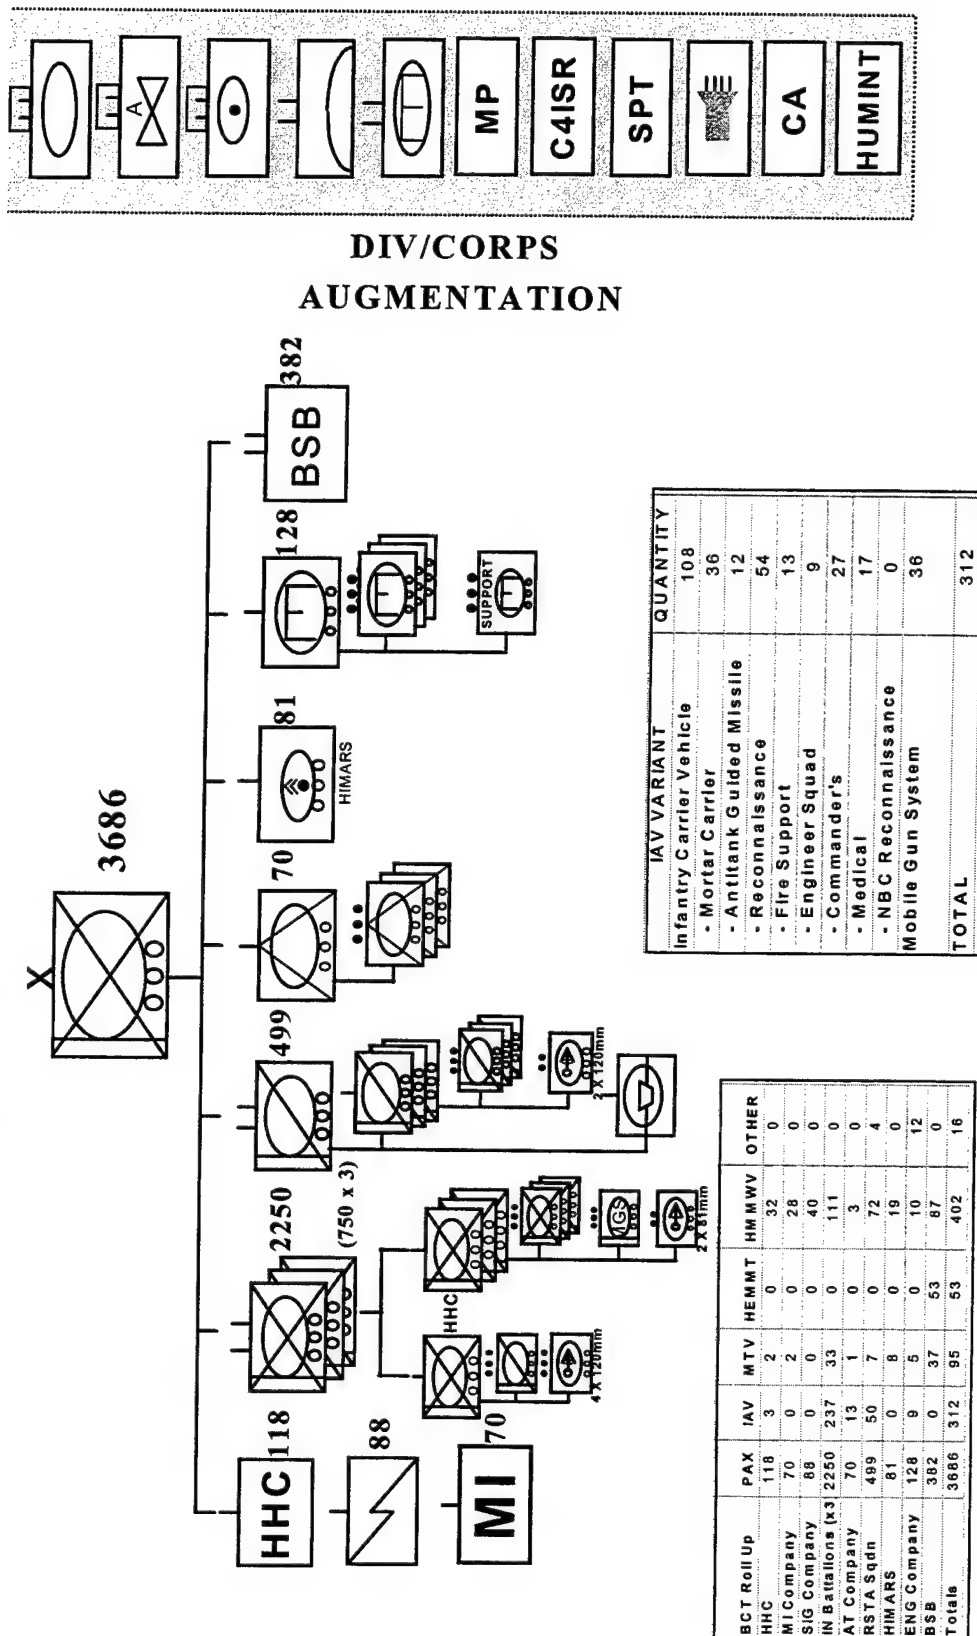 X
3686
HHC
118
2250
(750 x 3)
499
70
81
HIMARS
128
BSB
382
88
MI
70
HHC
MGS
4 X 120mm
2 X 81mm
2 X 120mm
SUPPORT
DIV/CORPS
AUGMENTATION
A
MP
C4ISR
SPT
CA
HUMINT
BCT Roll Up PAX IAV MTV HEMMT HMMWV OTHER
HHC 118 3 2 0 32 0
MI Company 70 0 2 0 28 0
SIG Company 88 0 0 0 40 0
IN Battalions (x3 2250 237 33 0 111 0
AT Company 70 13 1 0 3 0
RSTA Sqdn 499 50 7 0 72 4
HIMARS 81 0 8 0 19 0
ENG Company 128 9 5 0 10 12
BSB 382 0 37 53 87 0
Totals 3686 312 95 53 402 16
IAV VARIANT QUANTITY
Infantry Carrier Vehicle 108
- Mortar Carrier 36
- Antitank Guided Missile 12
- Reconnaissance 54
- Fire Support 13
- Engineer Squad 9
- Commander's 27
- Medical 17
- NBC Reconnaissance 0
Mobile Gun System 36
TOTAL 312